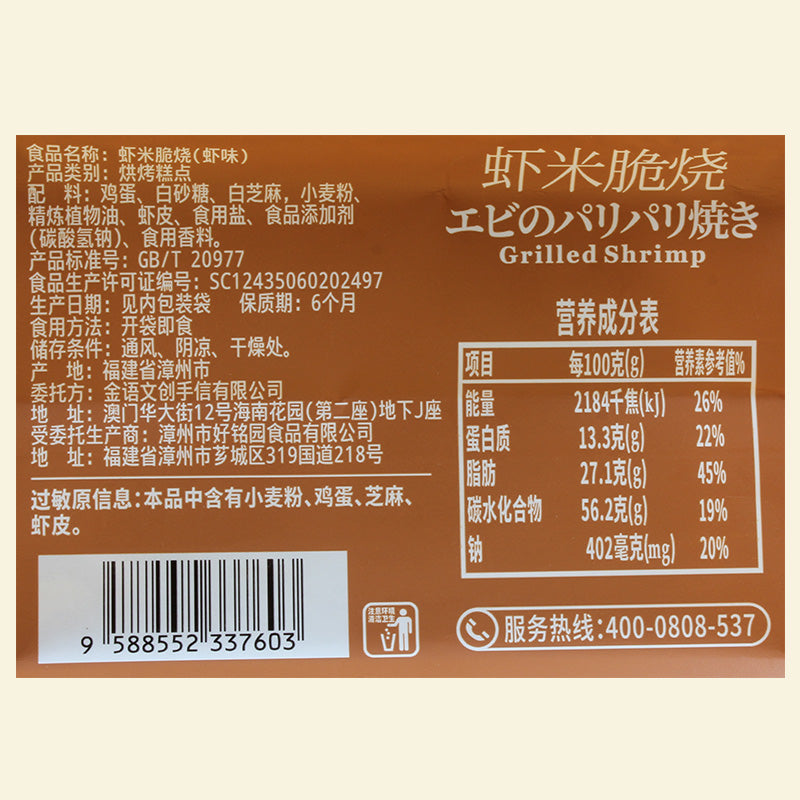 食品名称：虾米脆烧(虾味)
产品类别：烘烤糕点
配 料：鸡蛋、白砂糖、白芝麻，小麦粉、
精炼植物油、虾皮、食用盐、食品添加剂
(碳酸氢钠)、食用香料。
产品标准号：GB/T 20977
食品生产许可证编号：SC12435060202497
生产日期：见内包装袋 保质期：6个月
食用方法：开袋即食
储存条件：通风、阴凉、干燥处。
产 地：福建省漳州市
委托方：金语文创手信有限公司
地 址：澳门华大街12号海南花园(第二座)地下J座
受委托生产商：漳州市好铭园食品有限公司
地 址：福建省漳州市芗城区319国道218号
过敏原信息：本品中含有小麦粉、鸡蛋、芝麻、
虾皮。
9 588552 337603
注意环境
清洁卫生
虾米脆烧
エビのパリパリ焼き
Grilled Shrimp
营养成分表
项目 每100克(g) 营养素参考值%
能量 2184千焦(kJ) 26%
蛋白质 13.3克(g) 22%
脂肪 27.1克(g) 45%
碳水化合物 56.2克(g) 19%
钠 402毫克(mg) 20%
服务热线：400-0808-537